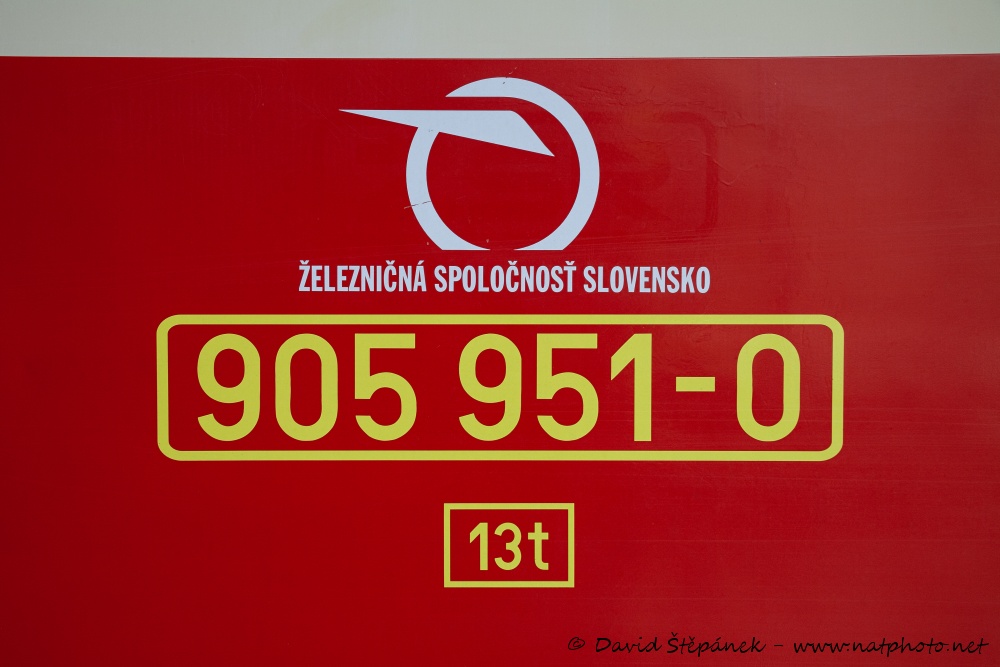 ŽELEZNIČNÁ SPOLOČNOSŤ SLOVENSKO
905 951-0
13t
© David Štěpánek - www.natphoto.net